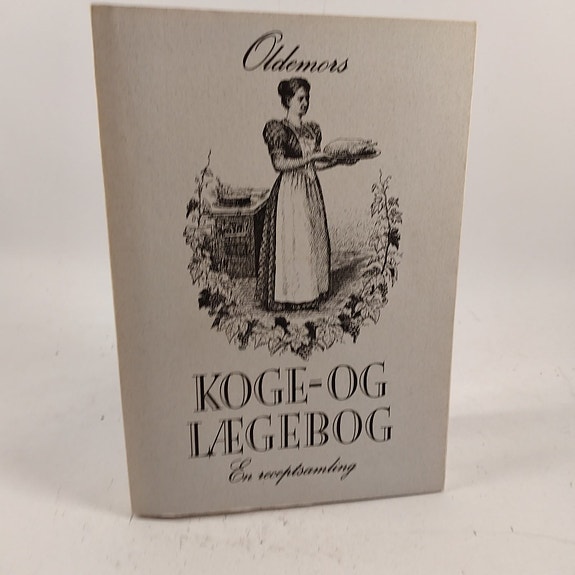 Oldemors
KOGE-OG
LÆGEBOG
En receptsamling